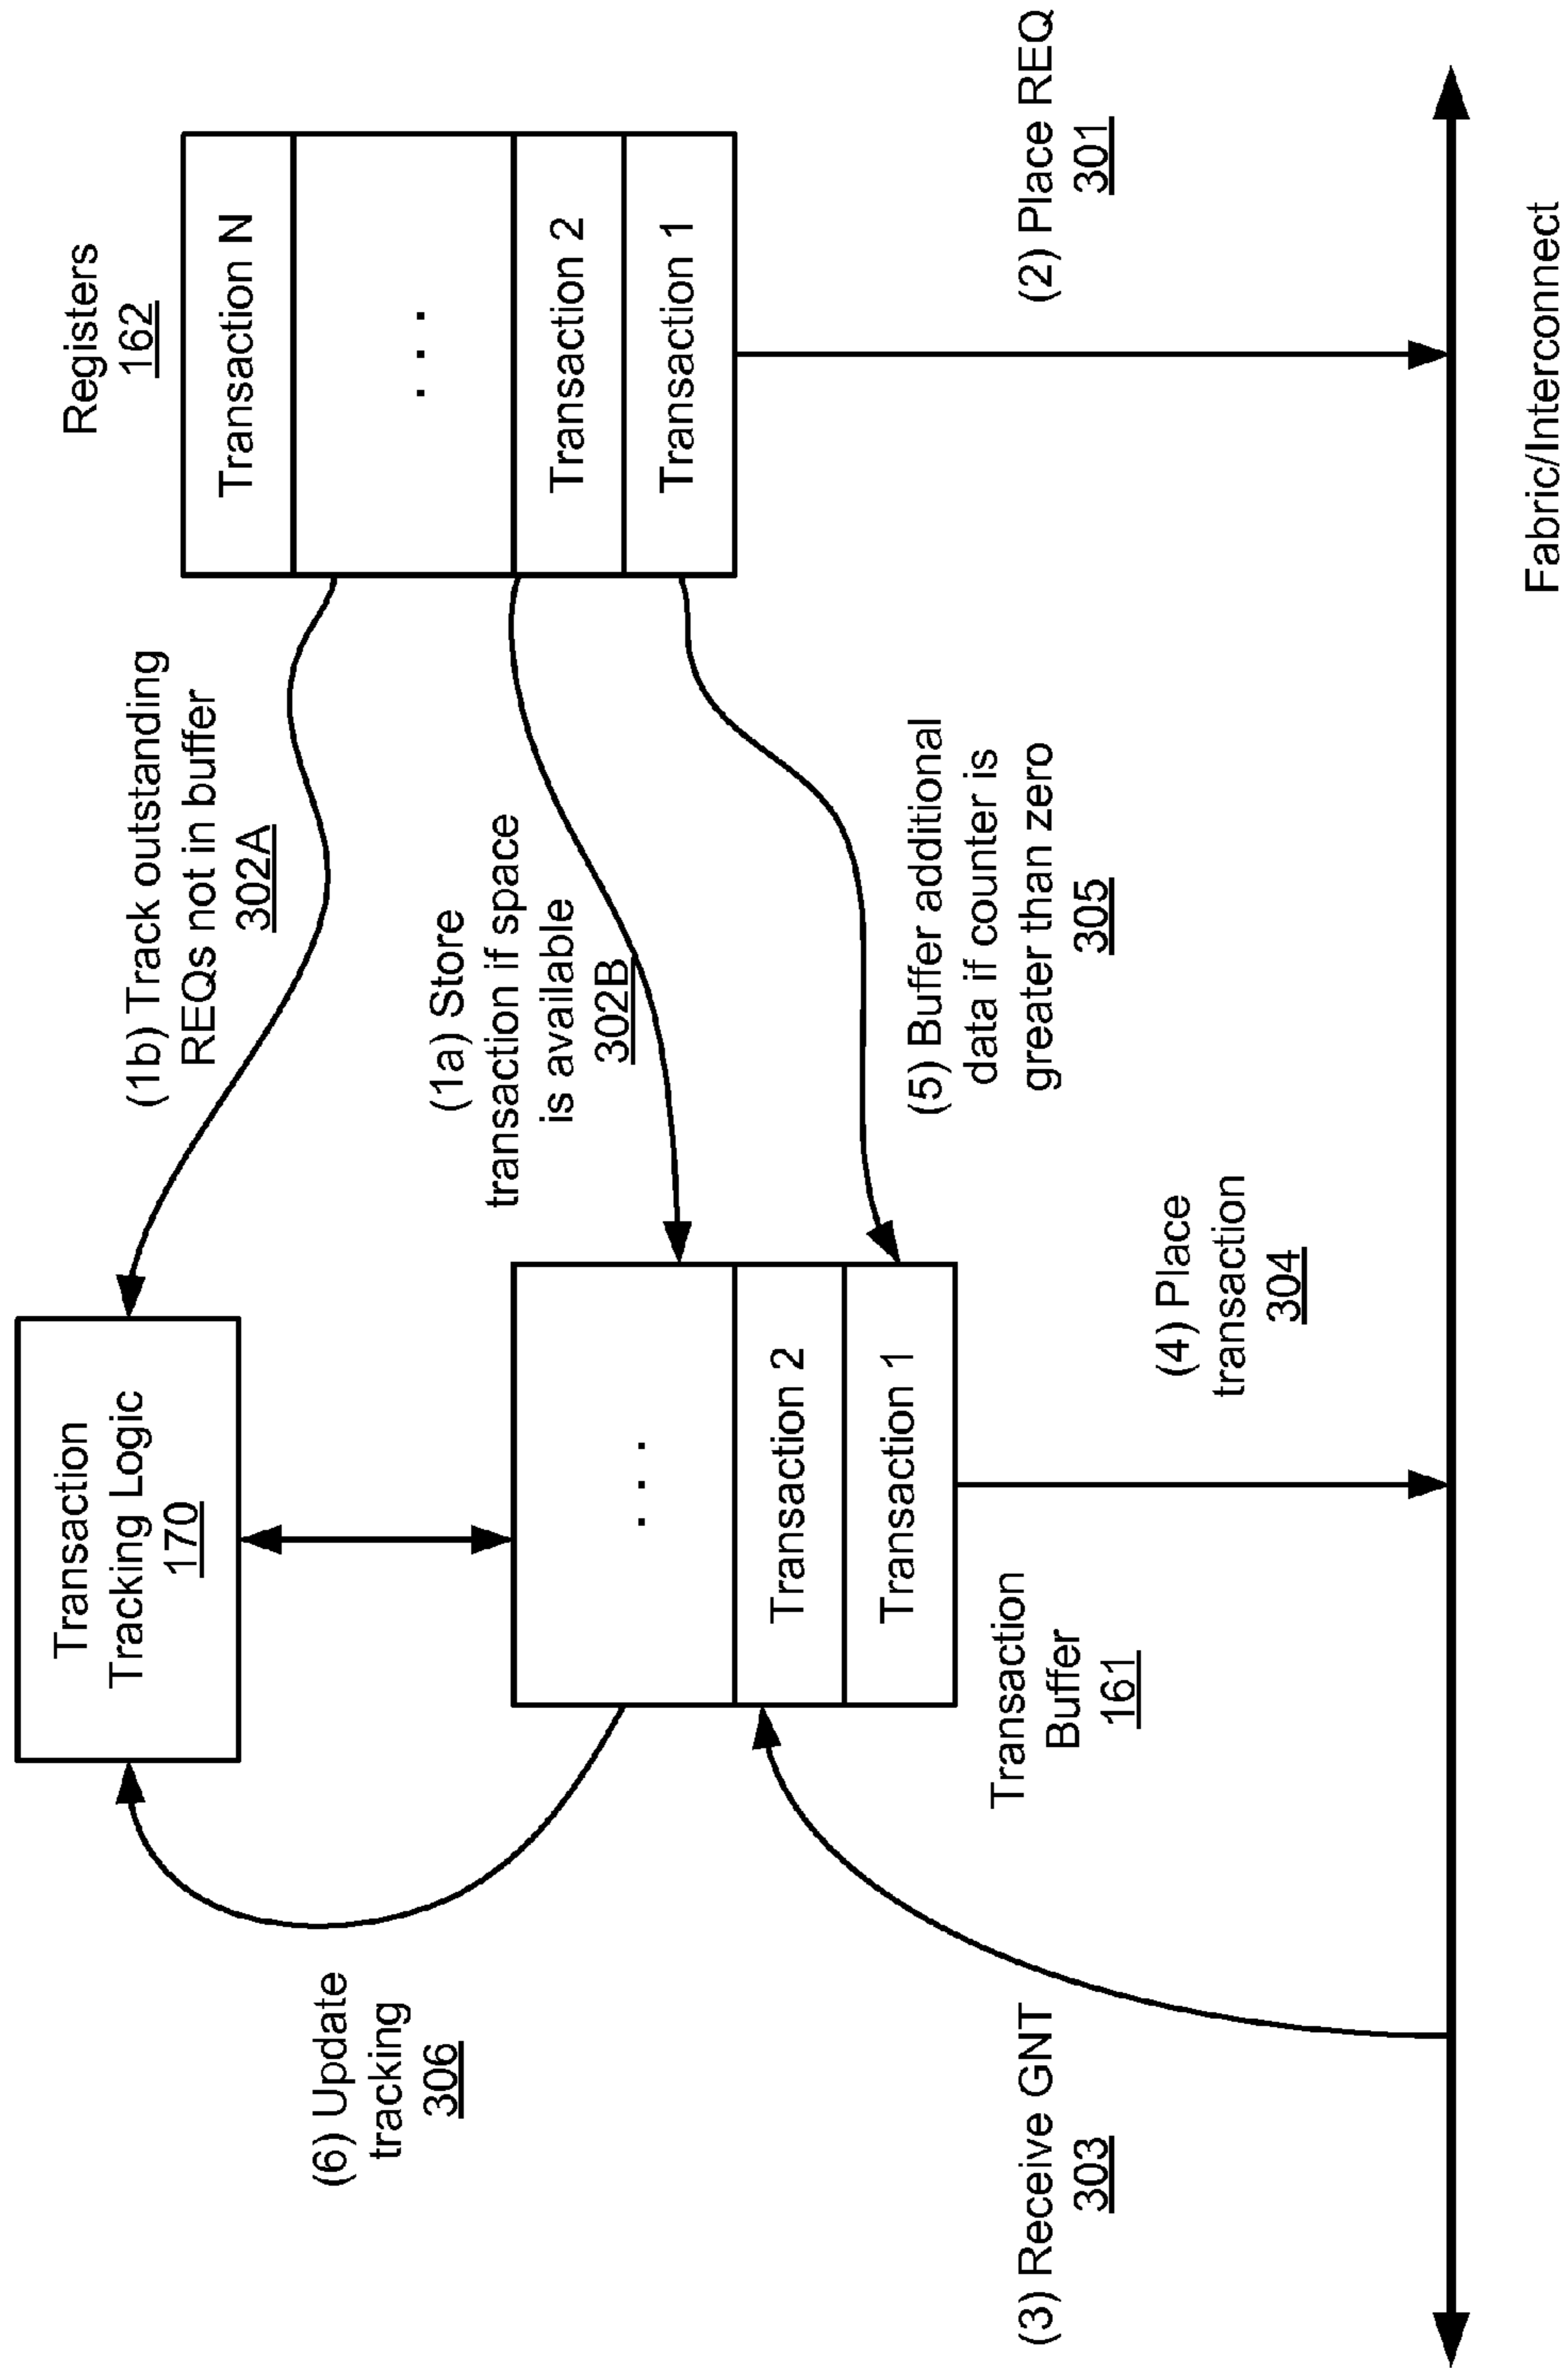 Registers
162
Transaction N
. . .
Transaction 2
Transaction 1
(2) Place REQ
301
(1b) Track outstanding
REQs not in buffer
302A
(1a) Store
transaction if space
is available
302B
(5) Buffer additional
data if counter is
greater than zero
305
Transaction
Tracking Logic
170
. . .
Transaction 2
Transaction 1
Transaction
Buffer
161
(4) Place
transaction
304
(6) Update
tracking
306
(3) Receive GNT
303
Fabric/Interconnect